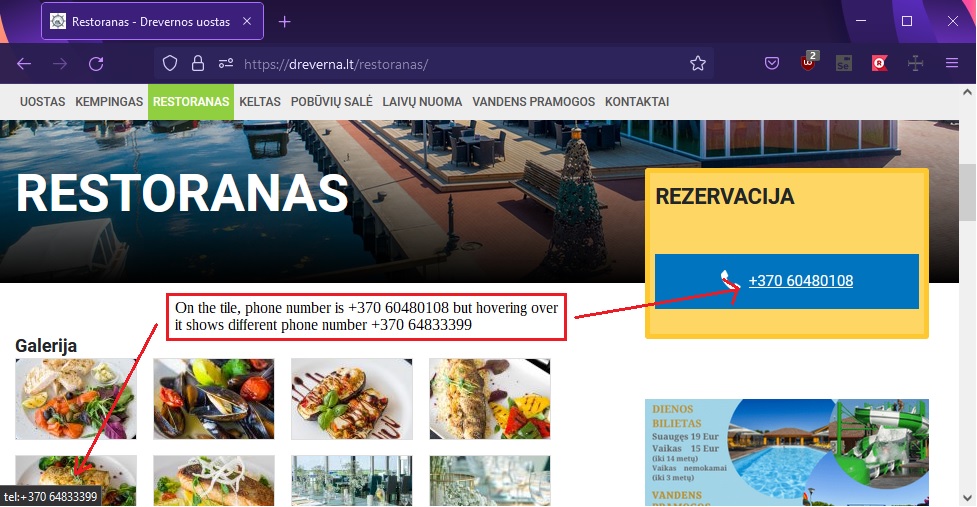 Restoranas - Drevernos uostas
2
https://dreverna.lt/restoranas/
UOSTAS KEMPINGAS RESTORANAS KELTAS POBŪVIŲ SALĖ LAIVŲ NUOMA VANDENS PRAMOGOS KONTAKTAI
RESTORANAS
REZERVACIJA
+370 60480108
On the tile, phone number is +370 60480108 but hovering over
it shows different phone number +370 64833399
Galerija
DIENOS
BILIETAS
Suaugęs 19 Eur
Vaikas 15 Eur
(iki 14 metų)
Vaikas nemokamai
(iki 3 metų)
VANDENS
PRAMOGOS
tel:+370 64833399